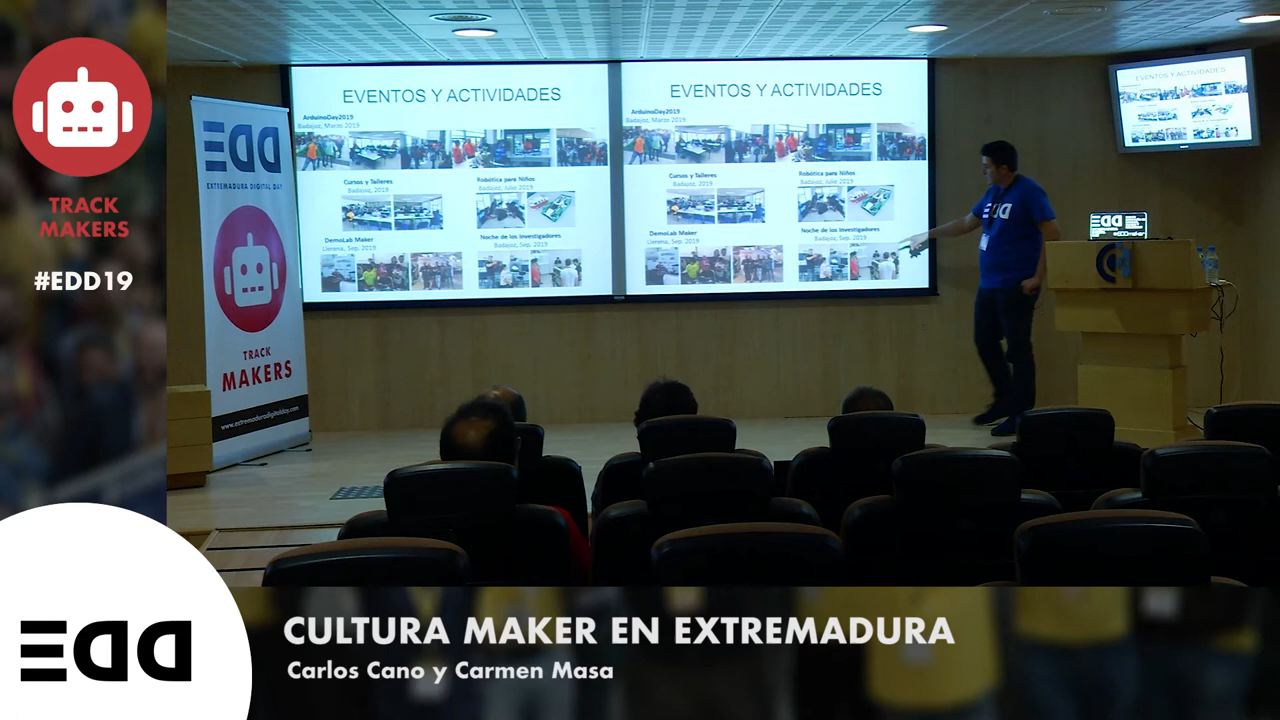 TRACK
MAKERS
#EDD19
EDD
EXTREMADURA DIGITAL DAY
TRACK
MAKERS
www.extremaduradigitalday.com
EVENTOS Y ACTIVIDADES
ArduinoDay2019
Badajoz, Marzo 2019
Cursos y Talleres
Badajoz, 2019
Robótica para Niños
Badajoz, Julio 2019
DemoLab Maker
Llerena, Sep. 2019
Noche de los Investigadores
Badajoz, Sep. 2019
EVENTOS Y ACTIVIDADES
ArduinoDay2019
Badajoz, Marzo 2019
Cursos y Talleres
Badajoz, 2019
Robótica para Niños
Badajoz, Julio 2019
DemoLab Maker
Llerena, Sep. 2019
Noche de los Investigadores
Badajoz, Sep. 2019
EVENTOS Y ACTIVIDADES
EDD
EDD
EDD
CULTURA MAKER EN EXTREMADURA
Carlos Cano y Carmen Masa